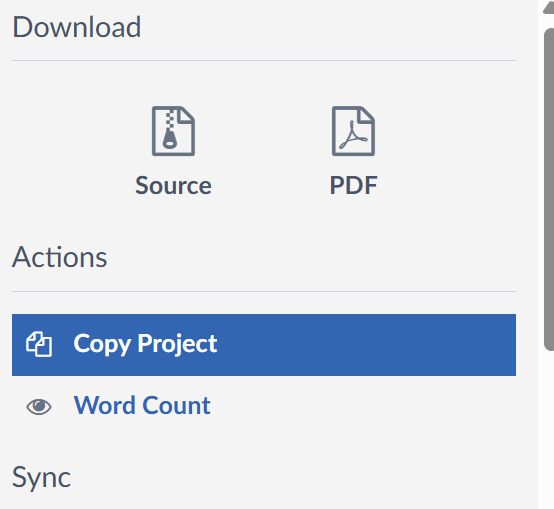 Download
Source PDF
Actions
Copy Project
Word Count
Sync